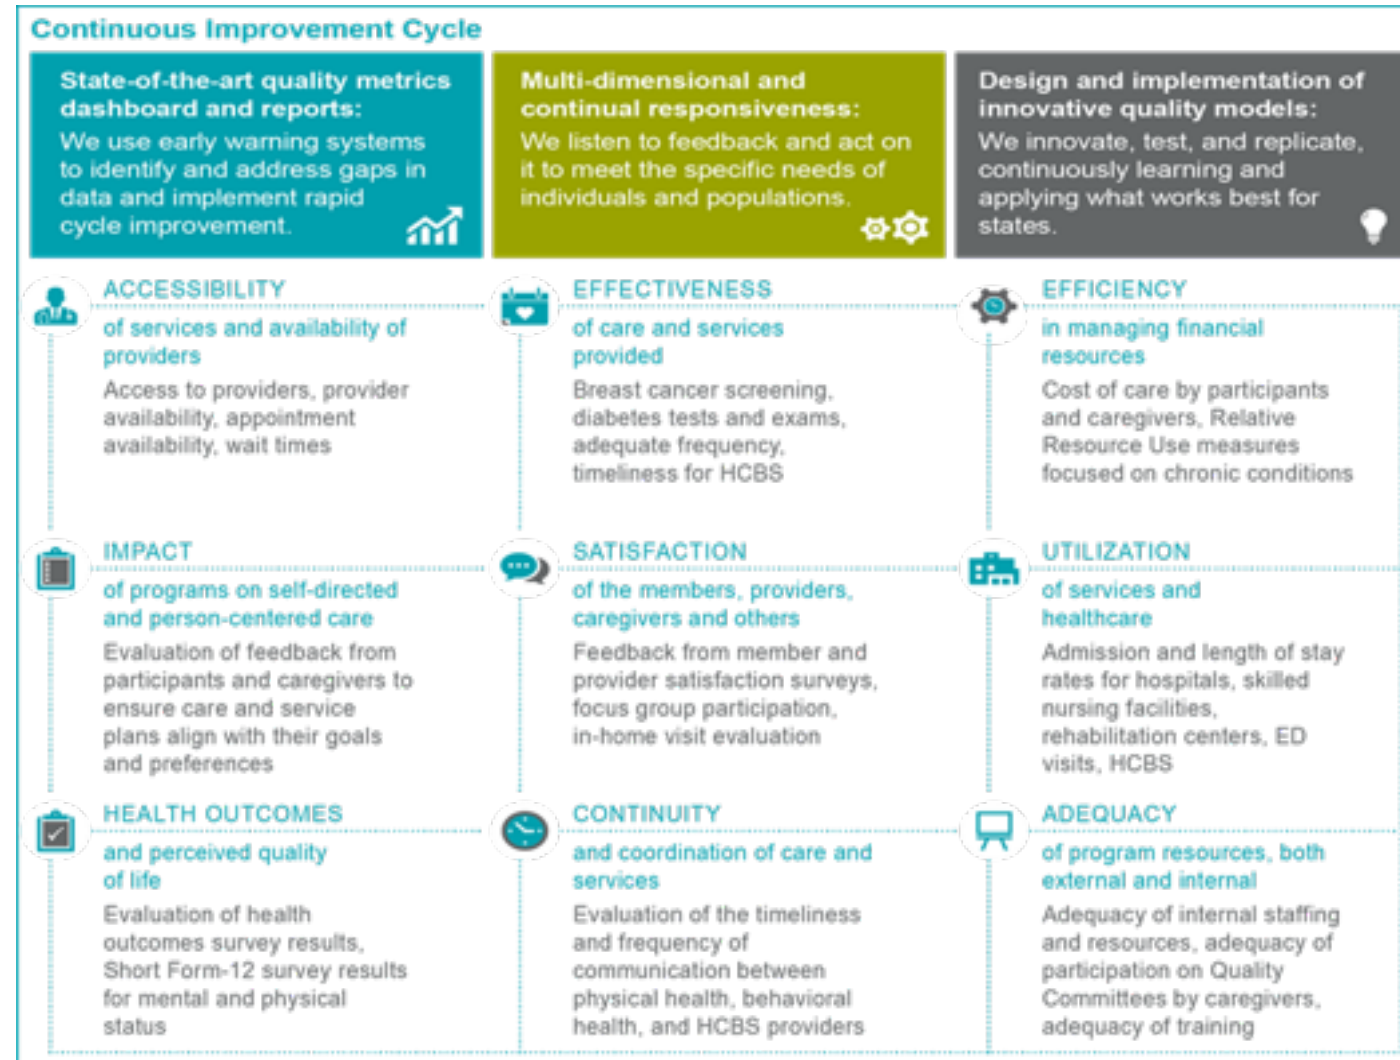 Continuous Improvement Cycle
State-of-the-art quality metrics
dashboard and reports:
We use early warning systems
to identify and address gaps in
data and implement rapid
cycle improvement.
Multi-dimensional and
continual responsiveness:
We listen to feedback and act on
it to meet the specific needs of
individuals and populations.
Design and implementation of
innovative quality models:
We innovate, test, and replicate,
continuously learning and
applying what works best for
states.
ACCESSIBILITY
of services and availability of
providers
Access to providers, provider
availability, appointment
availability, wait times
EFFECTIVENESS
of care and services
provided
Breast cancer screening,
diabetes tests and exams,
adequate frequency,
timeliness for HCBS
EFFICIENCY
in managing financial
resources
Cost of care by participants
and caregivers, Relative
Resource Use measures
focused on chronic conditions
IMPACT
of programs on self-directed
and person-centered care
Evaluation of feedback from
participants and caregivers to
ensure care and service
plans align with their goals
and preferences
SATISFACTION
of the members, providers,
caregivers and others
Feedback from member and
provider satisfaction surveys,
focus group participation,
in-home visit evaluation
UTILIZATION
of services and
healthcare
Admission and length of stay
rates for hospitals, skilled
nursing facilities,
rehabilitation centers, ED
visits, HCBS
HEALTH OUTCOMES
and perceived quality
of life
Evaluation of health
outcomes survey results,
Short Form-12 survey results
for mental and physical
status
CONTINUITY
and coordination of care and
services
Evaluation of the timeliness
and frequency of
communication between
physical health, behavioral
health, and HCBS providers
ADEQUACY
of program resources, both
external and internal
Adequacy of internal staffing
and resources, adequacy of
participation on Quality
Committees by caregivers,
adequacy of training